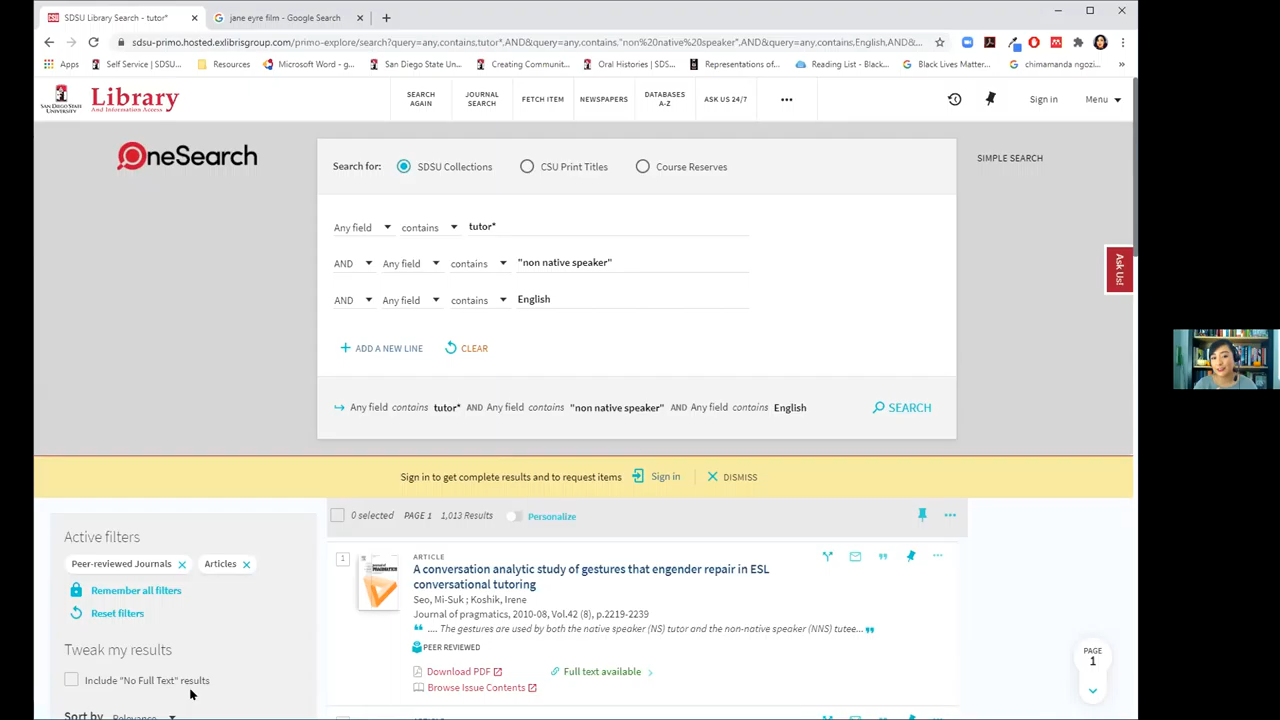 SDSU Library Search - tutor*
jane eyre film - Google Search
sdsu-primo.hosted.exlibrisgroup.com/primo-explore/search?query=any,contains,tutor*,AND&query=any,contains,"non%20native%20speaker",AND&query=any,contains,English,AND&...
Apps
Self Service | SDSU...
Resources
Microsoft Word - g...
San Diego State Un...
Creating Communit...
Oral Histories | SDS...
Representations of...
Reading List - Black...
Black Lives Matter...
chimamanda ngozi...
SAN DIEGO STATE UNIVERSITY
Library
And Information Access
SEARCH AGAIN
JOURNAL SEARCH
FETCH ITEM
NEWSPAPERS
DATABASES A-Z
ASK US 24/7
Sign in
Menu
OneSearch
Search for:
SDSU Collections
CSU Print Titles
Course Reserves
SIMPLE SEARCH
Any field contains tutor*
AND Any field contains "non native speaker"
AND Any field contains English
ADD A NEW LINE
CLEAR
Any field contains tutor* AND Any field contains "non native speaker" AND Any field contains English
SEARCH
Ask Us!
Sign in to get complete results and to request items
Sign in
DISMISS
Active filters
Peer-reviewed Journals
Articles
Remember all filters
Reset filters
Tweak my results
Include "No Full Text" results
Sort by Relevance
0 selected PAGE 1 1,013 Results
Personalize
1
ARTICLE
A conversation analytic study of gestures that engender repair in ESL
conversational tutoring
Seo, Mi-Suk ; Koshik, Irene
Journal of pragmatics, 2010-08, Vol.42 (8), p.2219-2239
.... The gestures are used by both the native speaker (NS) tutor and the non-native speaker (NNS) tutee...
PEER REVIEWED
Download PDF
Full text available
Browse Issue Contents
PAGE
1